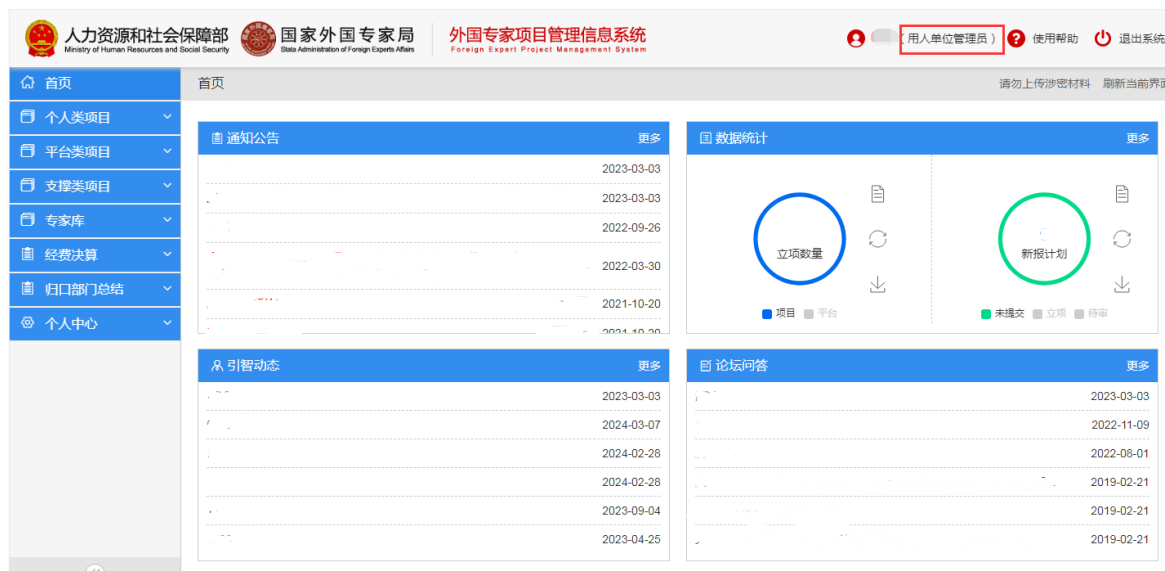 人力资源和社会保障部
Ministry of Human Resources and Social Security
国家外国专家局
State Administration of Foreign Experts Affairs
外国专家项目管理信息系统
Foreign Expert Project Management System
（用人单位管理员）
使用帮助
退出系统
首页
首页
请勿上传涉密材料
刷新当前界面
个人类项目
平台类项目
支撑类项目
专家库
经费决算
归口部门总结
个人中心
通知公告 更多
2023-03-03
2023-03-03
2022-09-26
2022-03-30
2021-10-20
数据统计 更多
立项数量
项目 平台
新报计划
未提交 立项 待审
引智动态 更多
2023-03-03
2024-03-07
2024-02-28
2024-02-28
2023-09-04
2023-04-25
论坛问答 更多
2023-03-03
2022-11-09
2022-08-01
2019-02-21
2019-02-21
2019-02-21